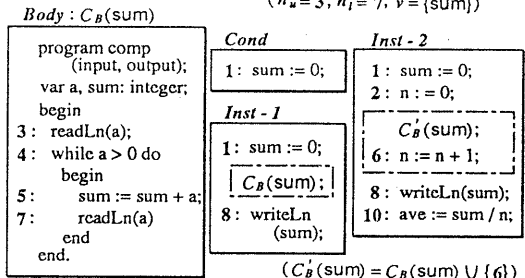 (n_u = 3, n_l = 7, v = {sum})
Body : C_B(sum)
program comp
(input, output);
var a, sum: integer;
begin
3: readLn(a);
4: while a > 0 do
begin
5: sum := sum + a;
7: readLn(a)
end
end.
Cond
1: sum := 0;
Inst - 1
1: sum := 0;
C_B(sum);
8: writeLn
(sum);
Inst - 2
1: sum := 0;
2: n := 0;
C'_B(sum);
6: n := n + 1;
8: writeLn(sum);
10: ave := sum / n;
(C'_B(sum) = C_B(sum) ∪ {6})